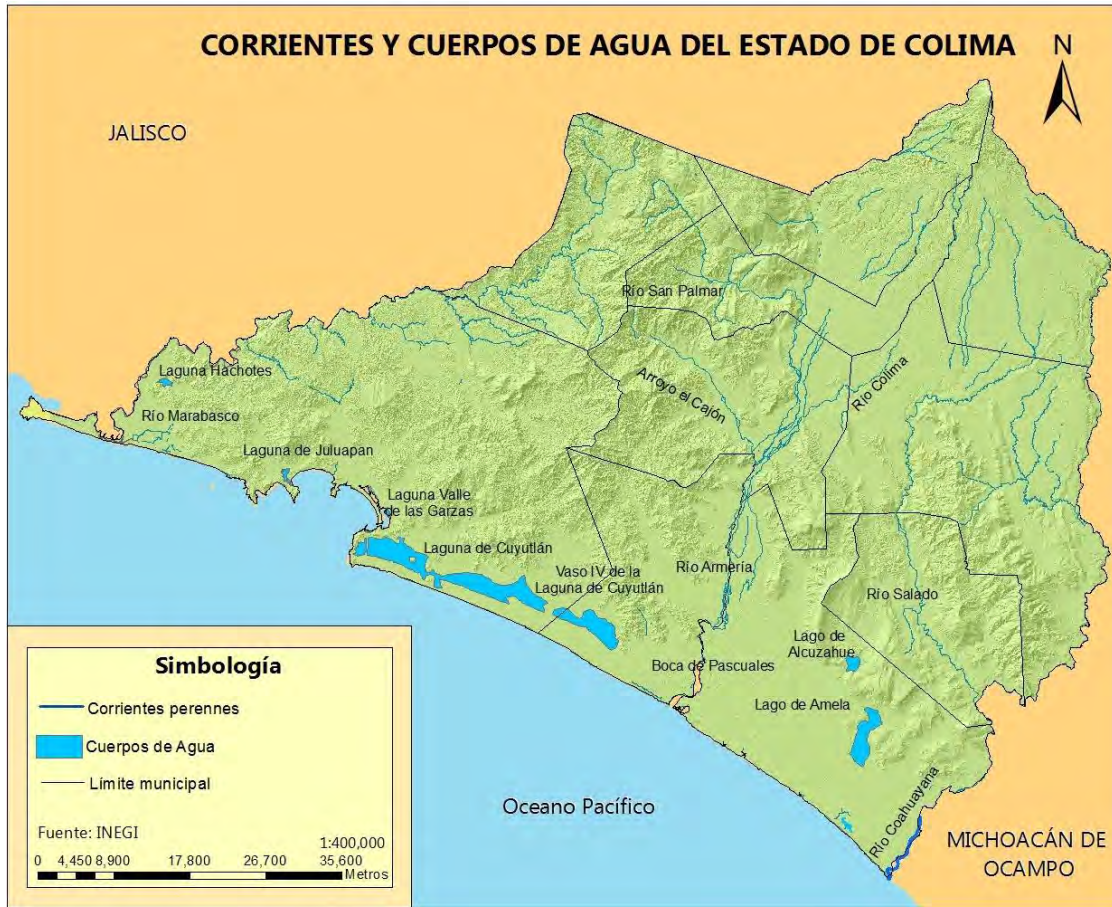 CORRIENTES Y CUERPOS DE AGUA DEL ESTADO DE COLIMA
N
JALISCO
Río San Palmar
Laguna Hachotes
Río Marabasco
Arroyo el Cajón
Río Colima
Laguna de Juluapan
Laguna Valle
de las Garzas
Laguna de Cuyutlán
Vaso IV de la
Laguna de Cuyutlán
Río Armería
Río Salado
Lago de
Alcuzahue
Boca de Pascuales
Lago de Amela
Río Coahuayana
Oceano Pacífico
MICHOACÁN DE
OCAMPO
Simbología
Corrientes perennes
Cuerpos de Agua
Límite municipal
Fuente: INEGI
1:400,000
0 4,450 8,900 17,800 26,700 35,600
Metros